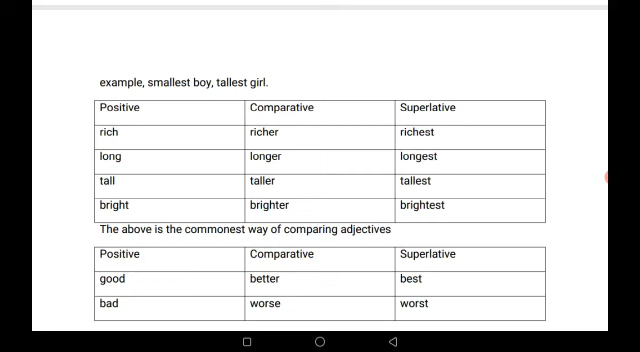 example, smallest boy, tallest girl.
Positive Comparative Superlative
rich richer richest
long longer longest
tall taller tallest
bright brighter brightest
The above is the commonest way of comparing adjectives
Positive Comparative Superlative
good better best
bad worse worst